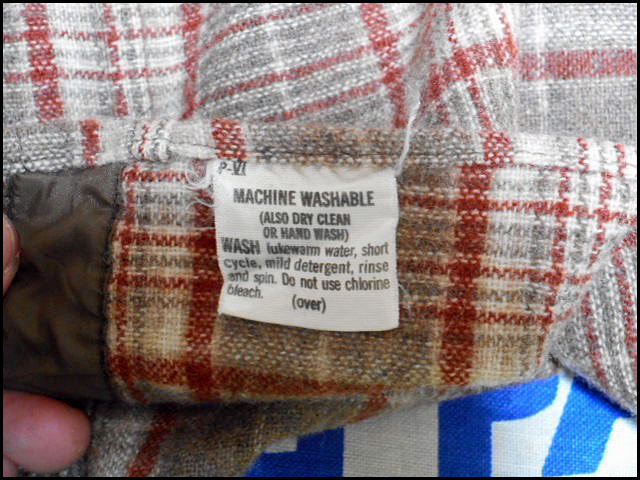 P-VI
MACHINE WASHABLE
(ALSO DRY CLEAN
OR HAND WASH)
WASH lukewarm water, short
cycle, mild detergent, rinse
and spin. Do not use chlorine
bleach.
(over)